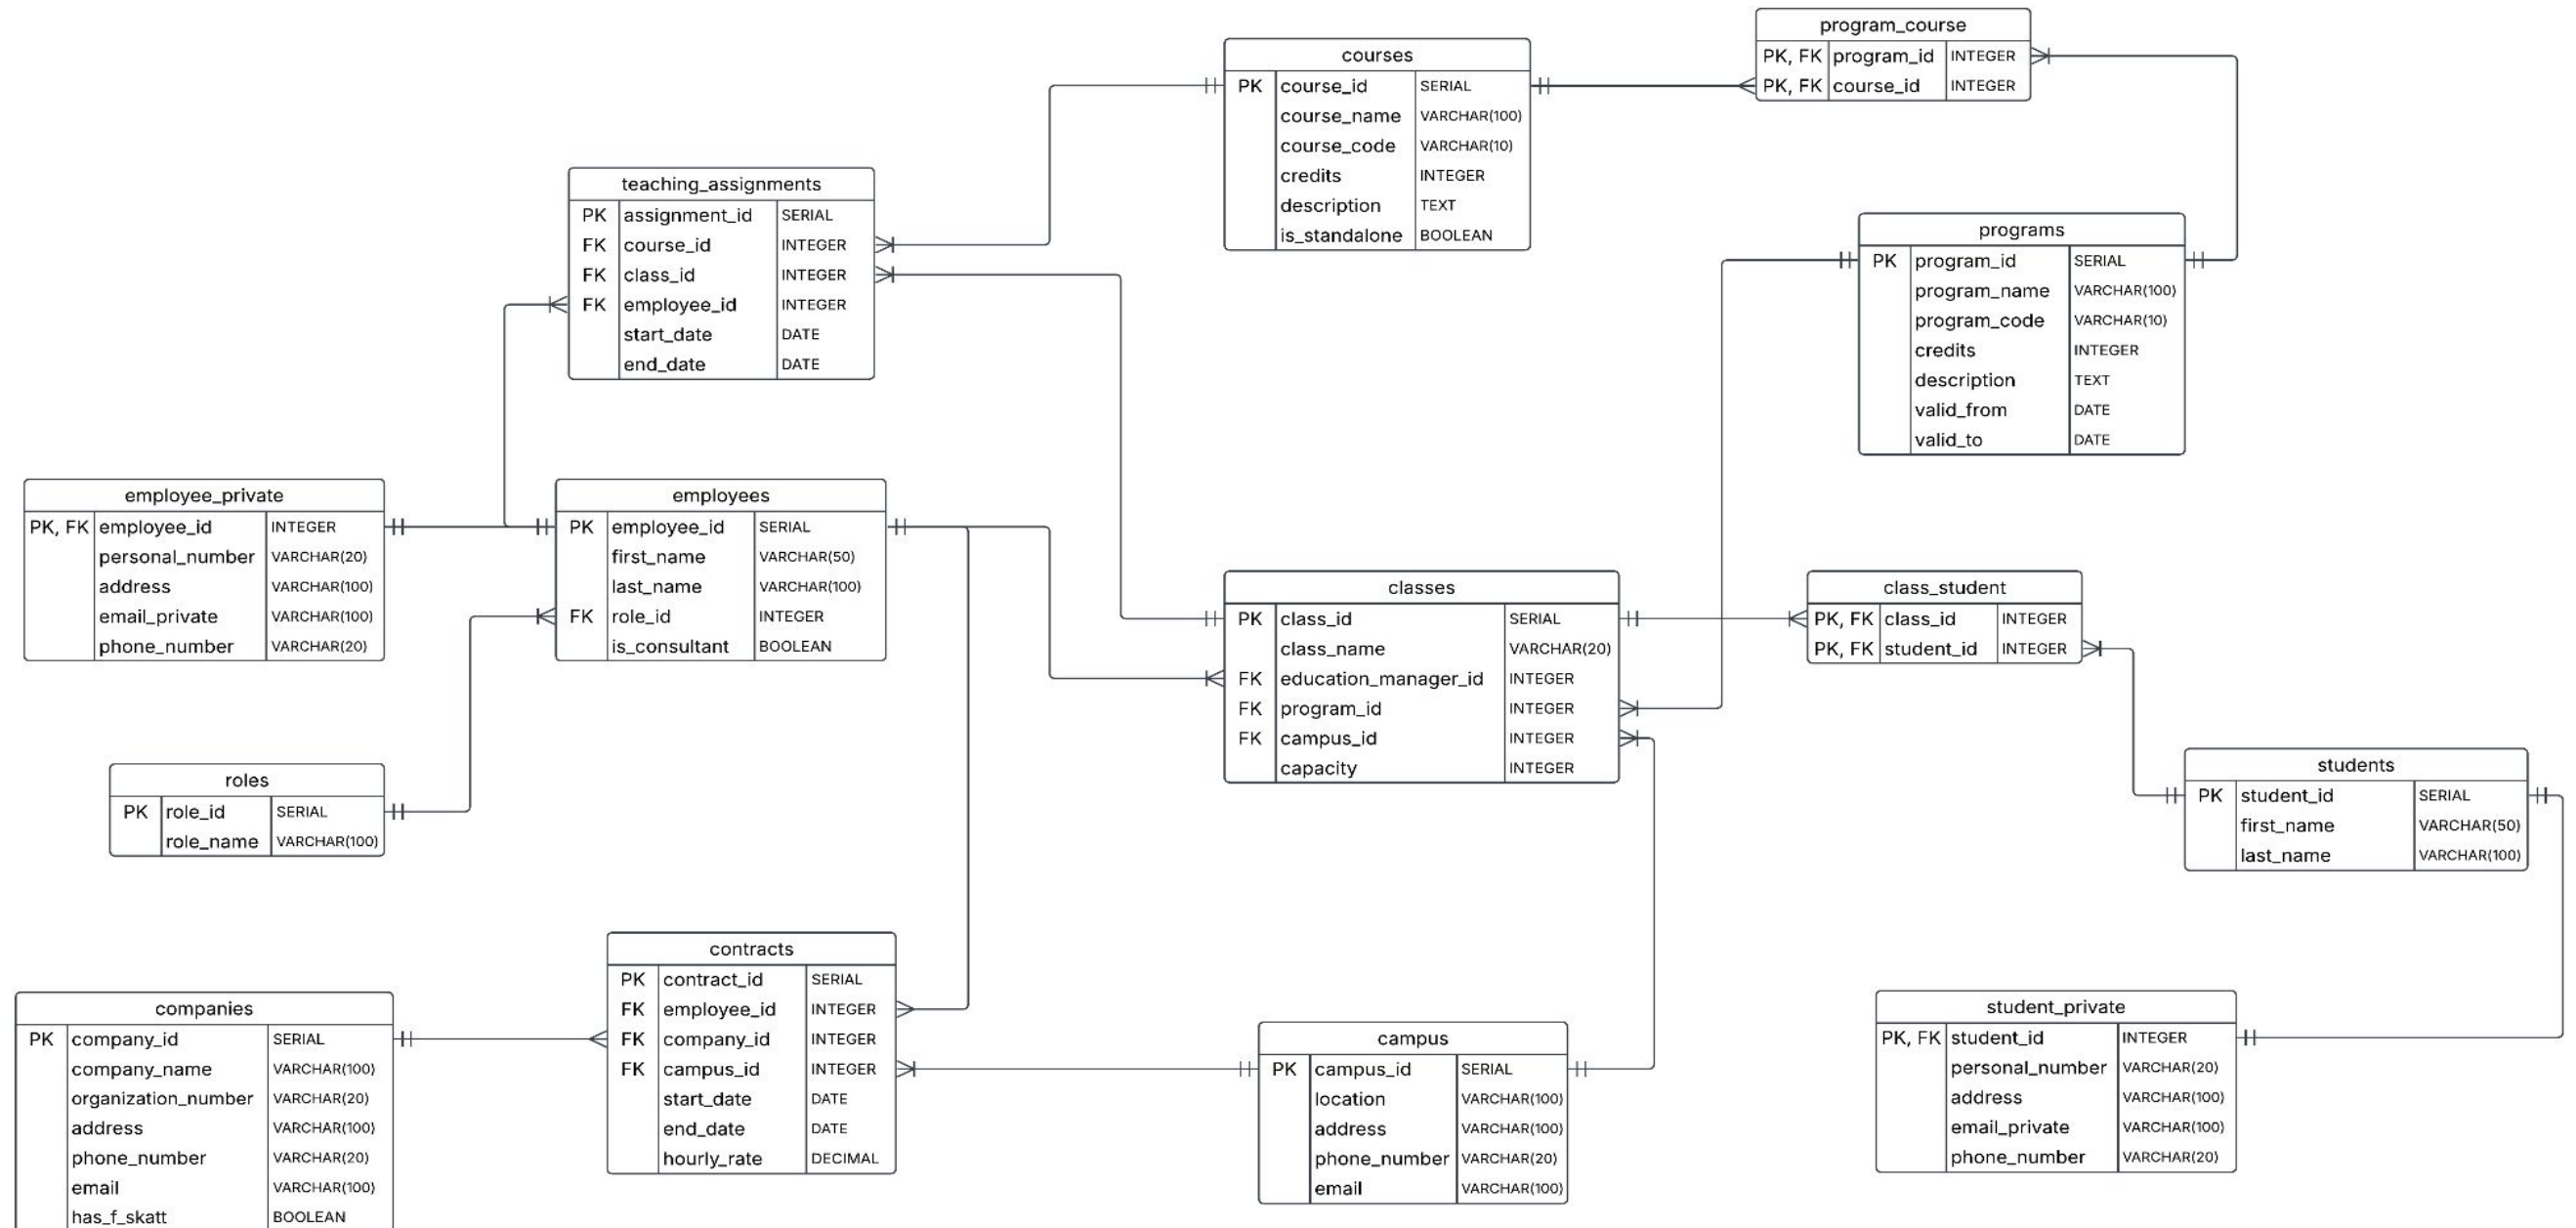 program_course
PK, FK program_id INTEGER
PK, FK course_id INTEGER
courses
PK course_id SERIAL
course_name VARCHAR(100)
course_code VARCHAR(10)
credits INTEGER
description TEXT
is_standalone BOOLEAN
teaching_assignments
PK assignment_id SERIAL
FK course_id INTEGER
FK class_id INTEGER
FK employee_id INTEGER
start_date DATE
end_date DATE
programs
PK program_id SERIAL
program_name VARCHAR(100)
program_code VARCHAR(10)
credits INTEGER
description TEXT
valid_from DATE
valid_to DATE
employee_private
PK, FK employee_id INTEGER
personal_number VARCHAR(20)
address VARCHAR(100)
email_private VARCHAR(100)
phone_number VARCHAR(20)
employees
PK employee_id SERIAL
first_name VARCHAR(50)
last_name VARCHAR(100)
FK role_id INTEGER
is_consultant BOOLEAN
classes
PK class_id SERIAL
class_name VARCHAR(20)
FK education_manager_id INTEGER
FK program_id INTEGER
FK campus_id INTEGER
capacity INTEGER
class_student
PK, FK class_id INTEGER
PK, FK student_id INTEGER
roles
PK role_id SERIAL
role_name VARCHAR(100)
students
PK student_id SERIAL
first_name VARCHAR(50)
last_name VARCHAR(100)
contracts
PK contract_id SERIAL
FK employee_id INTEGER
FK company_id INTEGER
FK campus_id INTEGER
start_date DATE
end_date DATE
hourly_rate DECIMAL
companies
PK company_id SERIAL
company_name VARCHAR(100)
organization_number VARCHAR(20)
address VARCHAR(100)
phone_number VARCHAR(20)
email VARCHAR(100)
has_f_skatt BOOLEAN
campus
PK campus_id SERIAL
location VARCHAR(100)
address VARCHAR(100)
phone_number VARCHAR(20)
email VARCHAR(100)
student_private
PK, FK student_id INTEGER
personal_number VARCHAR(20)
address VARCHAR(100)
email_private VARCHAR(100)
phone_number VARCHAR(20)